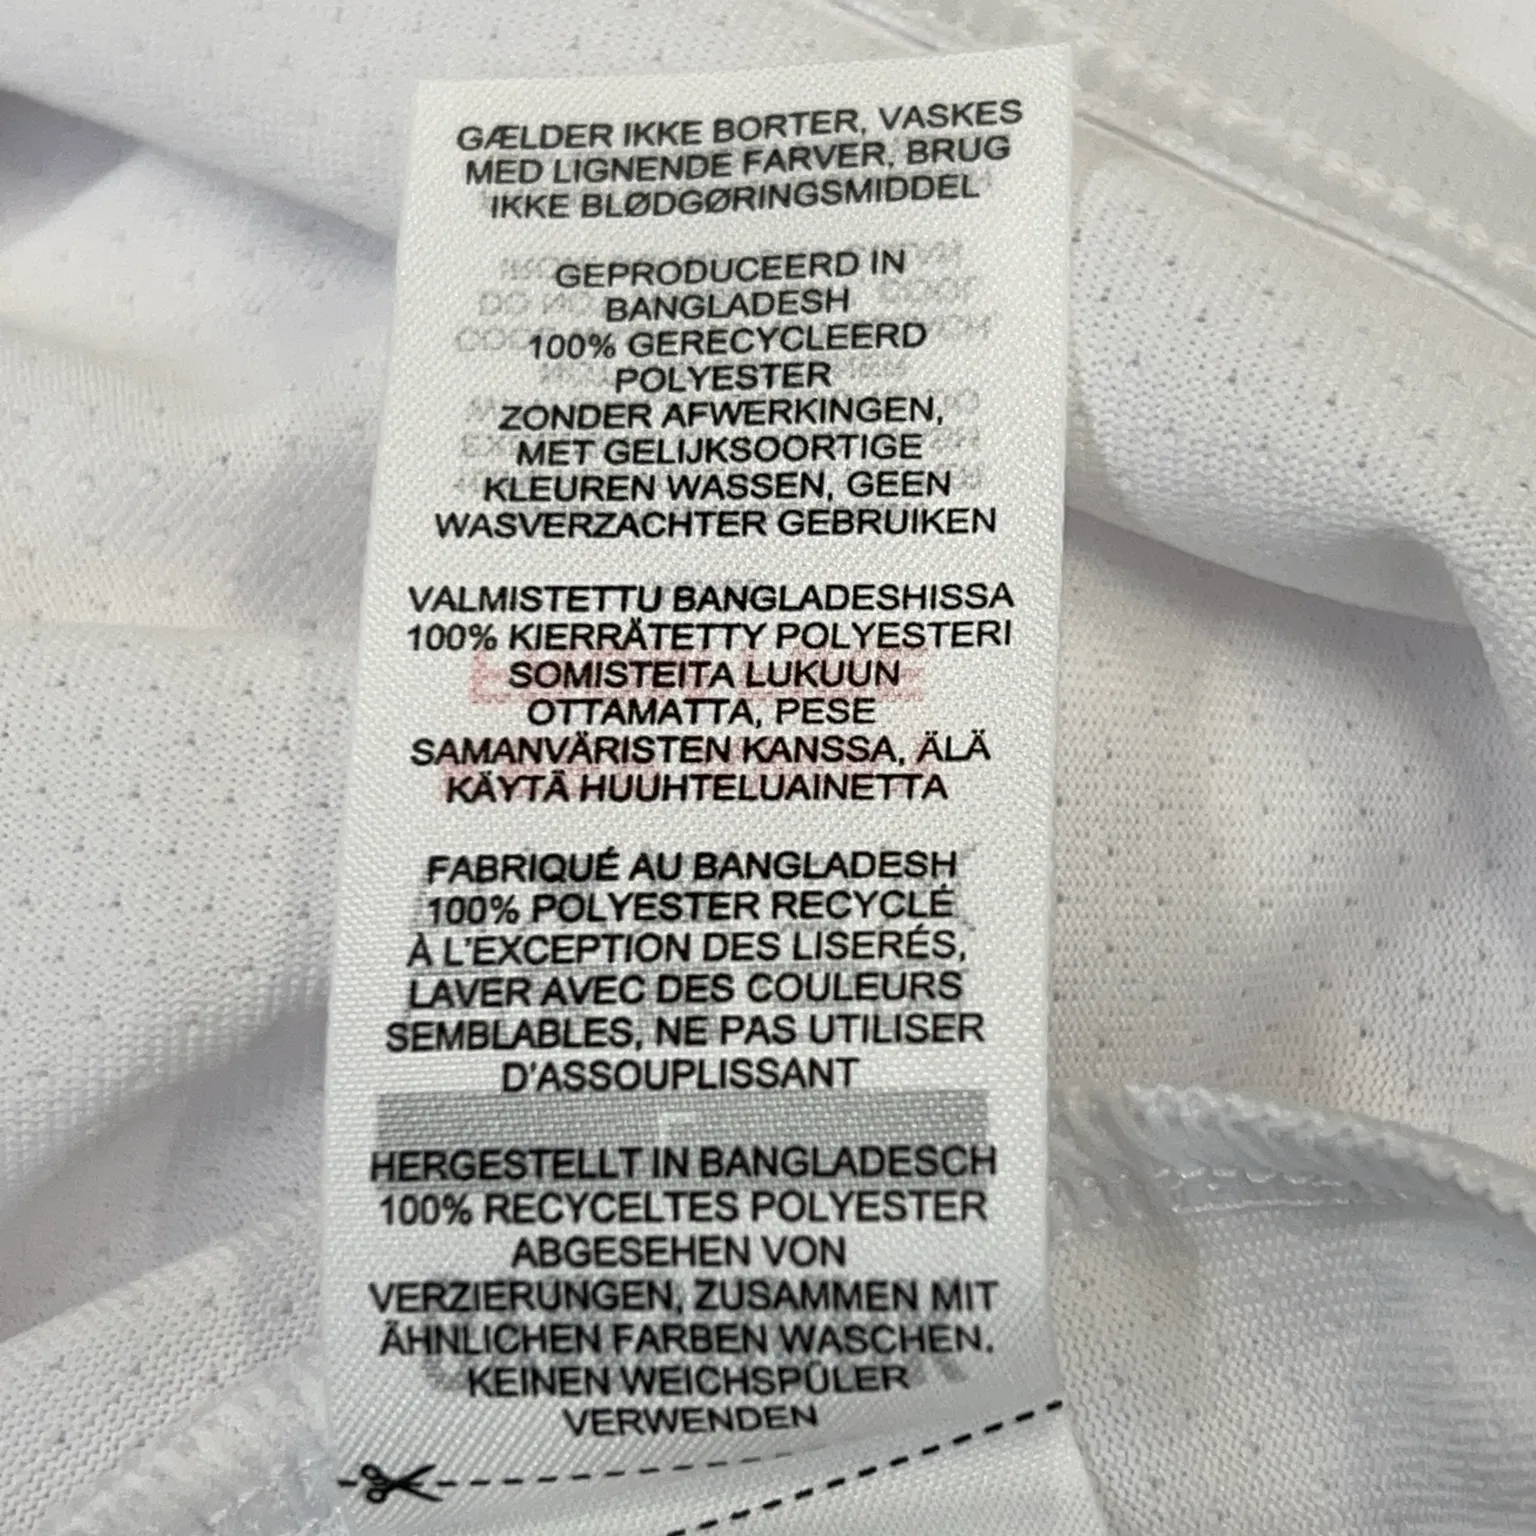 GÆLDER IKKE BORTER, VASKES
MED LIGNENDE FARVER, BRUG
IKKE BLØDGØRINGSMIDDEL
GEPRODUCEERD IN
BANGLADESH
100% GERECYCLEERD
POLYESTER
ZONDER AFWERKINGEN,
MET GELIJKSOORTIGE
KLEUREN WASSEN, GEEN
WASVERZACHTER GEBRUIKEN
VALMISTETTU BANGLADESHISSA
100% KIERRÄTETTY POLYESTERI
SOMISTEITA LUKUUN
OTTAMATTA, PESE
SAMANVÄRISTEN KANSSA, ÄLÄ
KÄYTÄ HUUHTELUAINETTA
FABRIQUÉ AU BANGLADESH
100% POLYESTER RECYCLÉ
À L'EXCEPTION DES LISERÉS,
LAVER AVEC DES COULEURS
SEMBLABLES, NE PAS UTILISER
D'ASSOUPLISSANT
HERGESTELLT IN BANGLADESCH
100% RECYCELTES POLYESTER
ABGESEHEN VON
VERZIERUNGEN, ZUSAMMEN MIT
ÄHNLICHEN FARBEN WASCHEN.
KEINEN WEICHSPÜLER
VERWENDEN